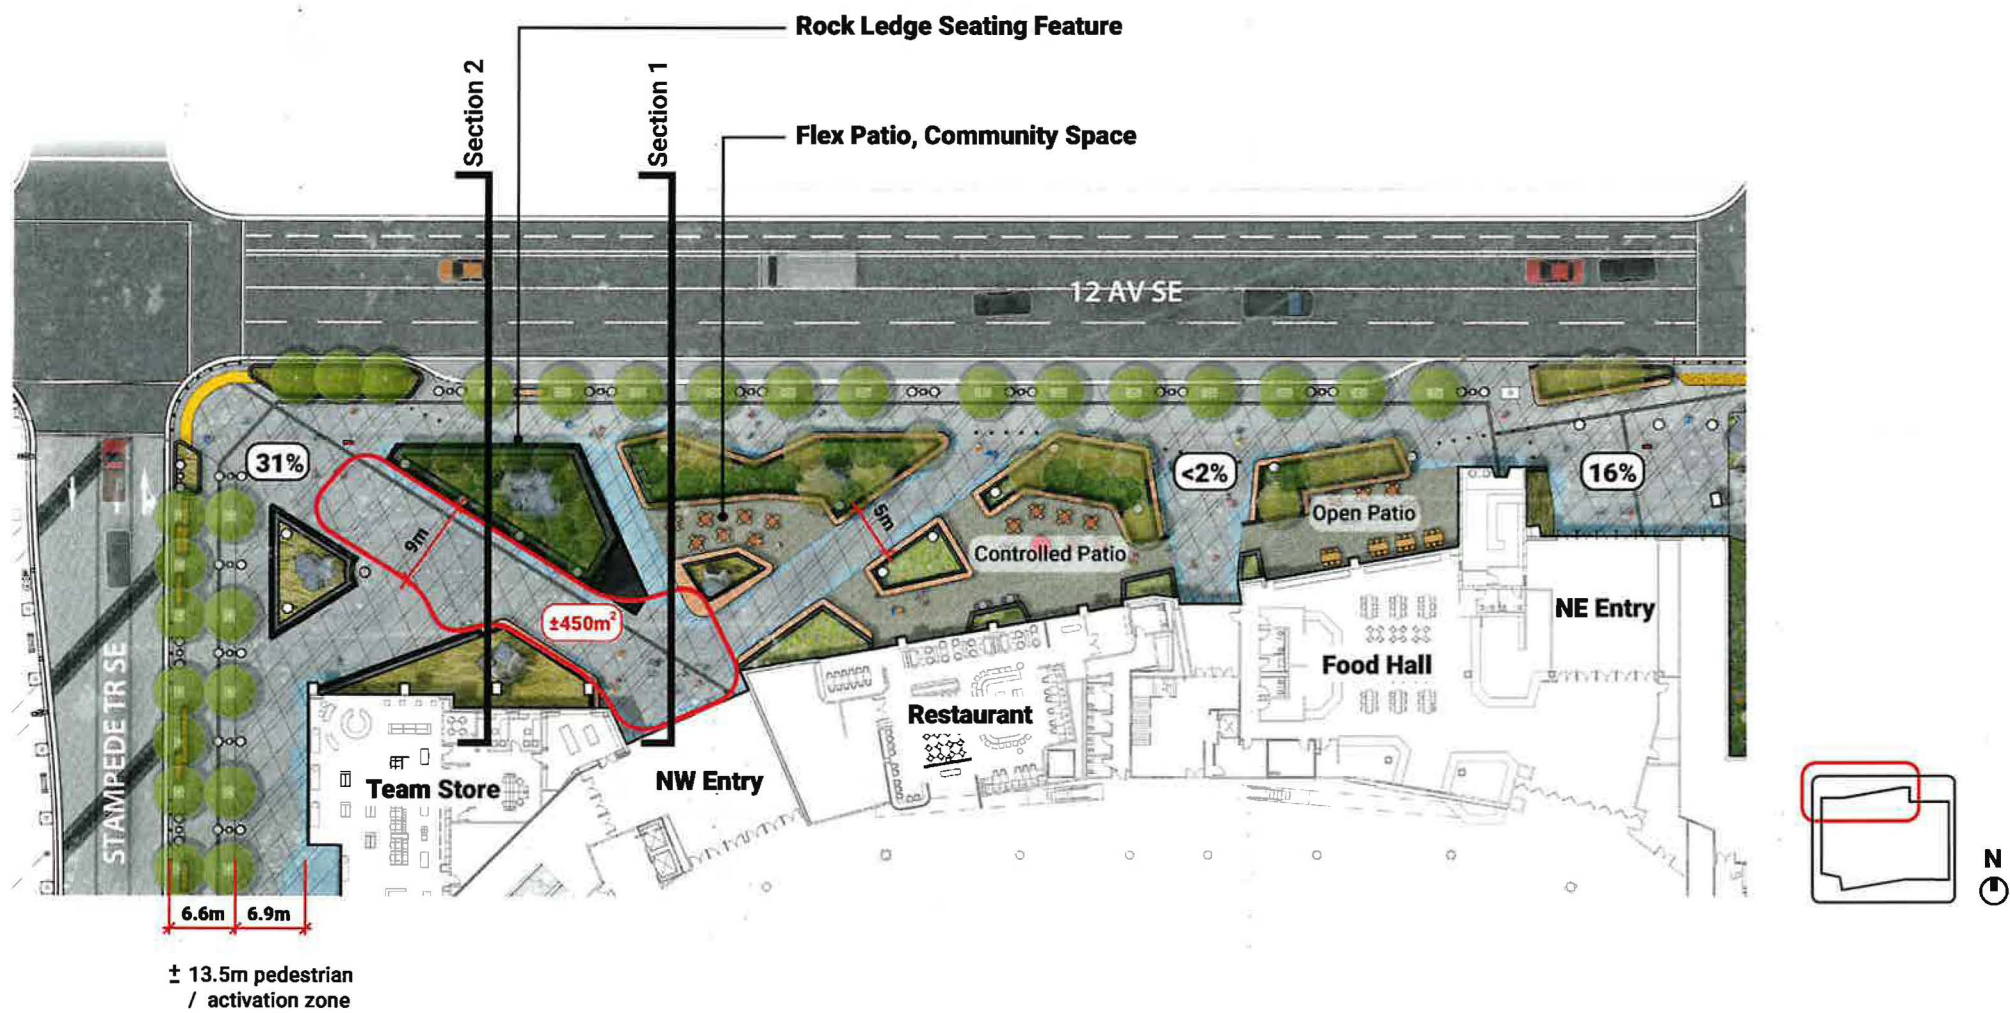 Rock Ledge Seating Feature
Section 2
Section 1
Flex Patio, Community Space
12 AV SE
31%
<2%
16%
9m
5m
Open Patio
Controlled Patio
±450m²
NE Entry
Food Hall
Restaurant
NW Entry
Team Store
STAMPEDE TR SE
6.6m
6.9m
± 13.5m pedestrian
/ activation zone
N